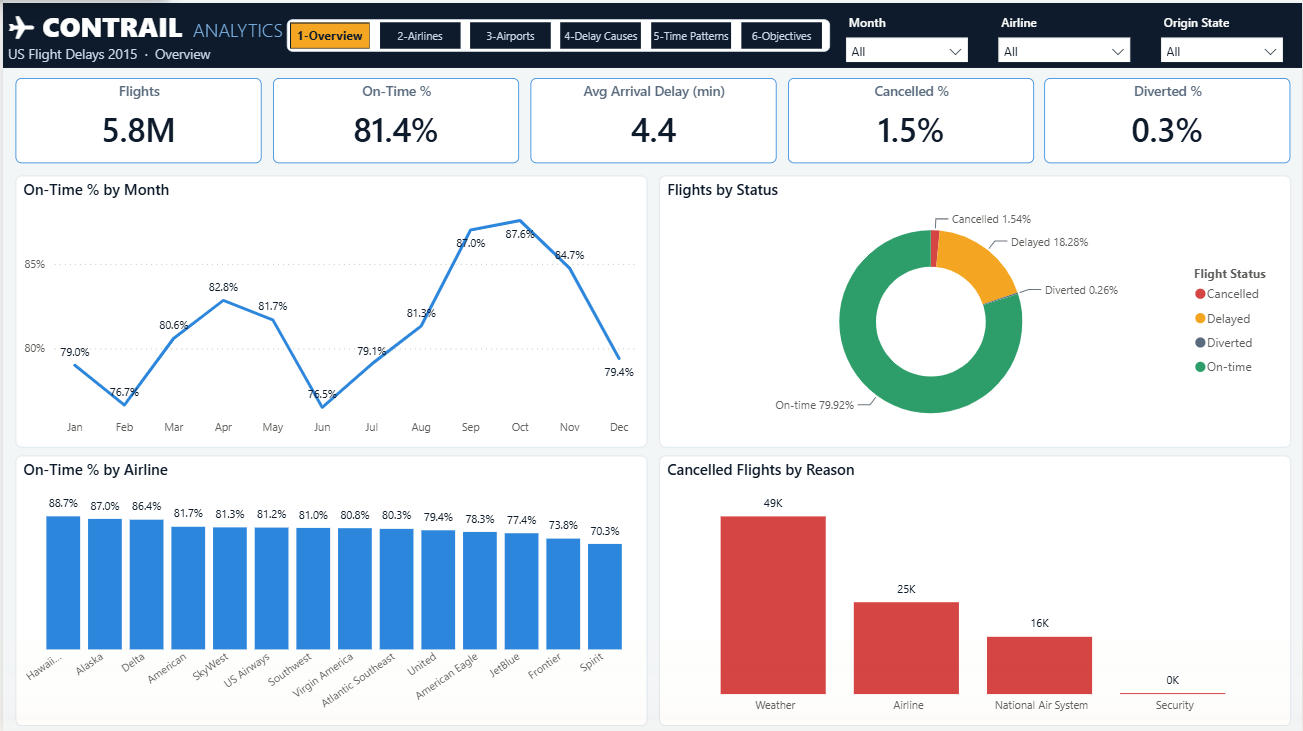 CONTRAIL ANALYTICS
US Flight Delays 2015 · Overview
1-Overview
2-Airlines
3-Airports
4-Delay Causes
5-Time Patterns
6-Objectives
Month
All
Airline
All
Origin State
All
Flights
5.8M
On-Time %
81.4%
Avg Arrival Delay (min)
4.4
Cancelled %
1.5%
Diverted %
0.3%
On-Time % by Month
85%
80%
79.0%
76.7%
80.6%
82.8%
81.7%
76.5%
79.1%
81.3%
87.0%
87.6%
84.7%
79.4%
Jan Feb Mar Apr May Jun Jul Aug Sep Oct Nov Dec
Flights by Status
Cancelled 1.54%
Delayed 18.28%
Diverted 0.26%
On-time 79.92%
Flight Status
Cancelled
Delayed
Diverted
On-time
On-Time % by Airline
88.7% 87.0% 86.4% 81.7% 81.3% 81.2% 81.0% 80.8% 80.3% 79.4% 78.3% 77.4% 73.8% 70.3%
Hawaii...
Alaska
Delta
American
SkyWest
US Airways
Southwest
Virgin America
Atlantic Southeast
United
American Eagle
JetBlue
Frontier
Spirit
Cancelled Flights by Reason
49K
25K
16K
0K
Weather
Airline
National Air System
Security